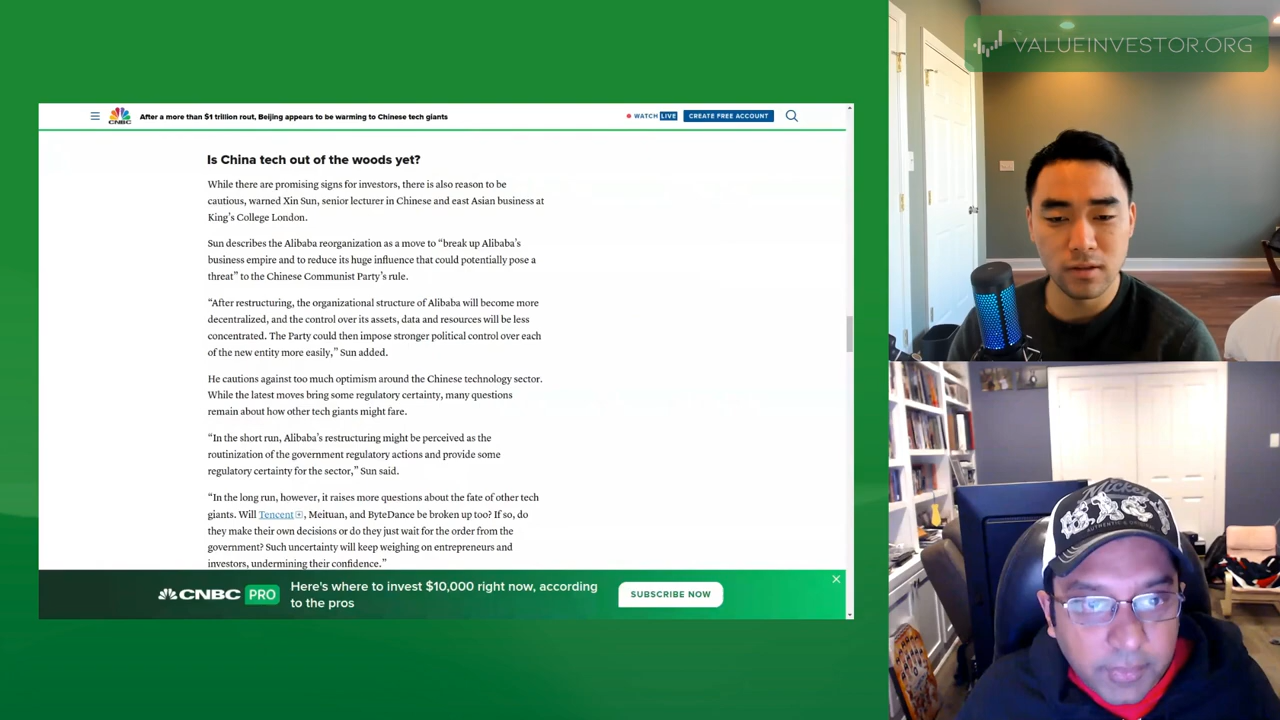 VALUEINVESTOR.ORG
CNBC
After a more than $1 trillion rout, Beijing appears to be warming to Chinese tech giants
WATCH LIVE
CREATE FREE ACCOUNT
Is China tech out of the woods yet?
While there are promising signs for investors, there is also reason to be
cautious, warned Xin Sun, senior lecturer in Chinese and east Asian business at
King’s College London.
Sun describes the Alibaba reorganization as a move to “break up Alibaba’s
business empire and to reduce its huge influence that could potentially pose a
threat” to the Chinese Communist Party’s rule.
“After restructuring, the organizational structure of Alibaba will become more
decentralized, and the control over its assets, data and resources will be less
concentrated. The Party could then impose stronger political control over each
of the new entity more easily,” Sun added.
He cautions against too much optimism around the Chinese technology sector.
While the latest moves bring some regulatory certainty, many questions
remain about how other tech giants might fare.
“In the short run, Alibaba’s restructuring might be perceived as the
routinization of the government regulatory actions and provide some
regulatory certainty for the sector,” Sun said.
“In the long run, however, it raises more questions about the fate of other tech
giants. Will Tencent, Meituan, and ByteDance be broken up too? If so, do
they make their own decisions or do they just wait for the order from the
government? Such uncertainty will keep weighing on entrepreneurs and
investors, undermining their confidence.”
CNBC PRO
Here's where to invest $10,000 right now, according
to the pros
SUBSCRIBE NOW
Mickey